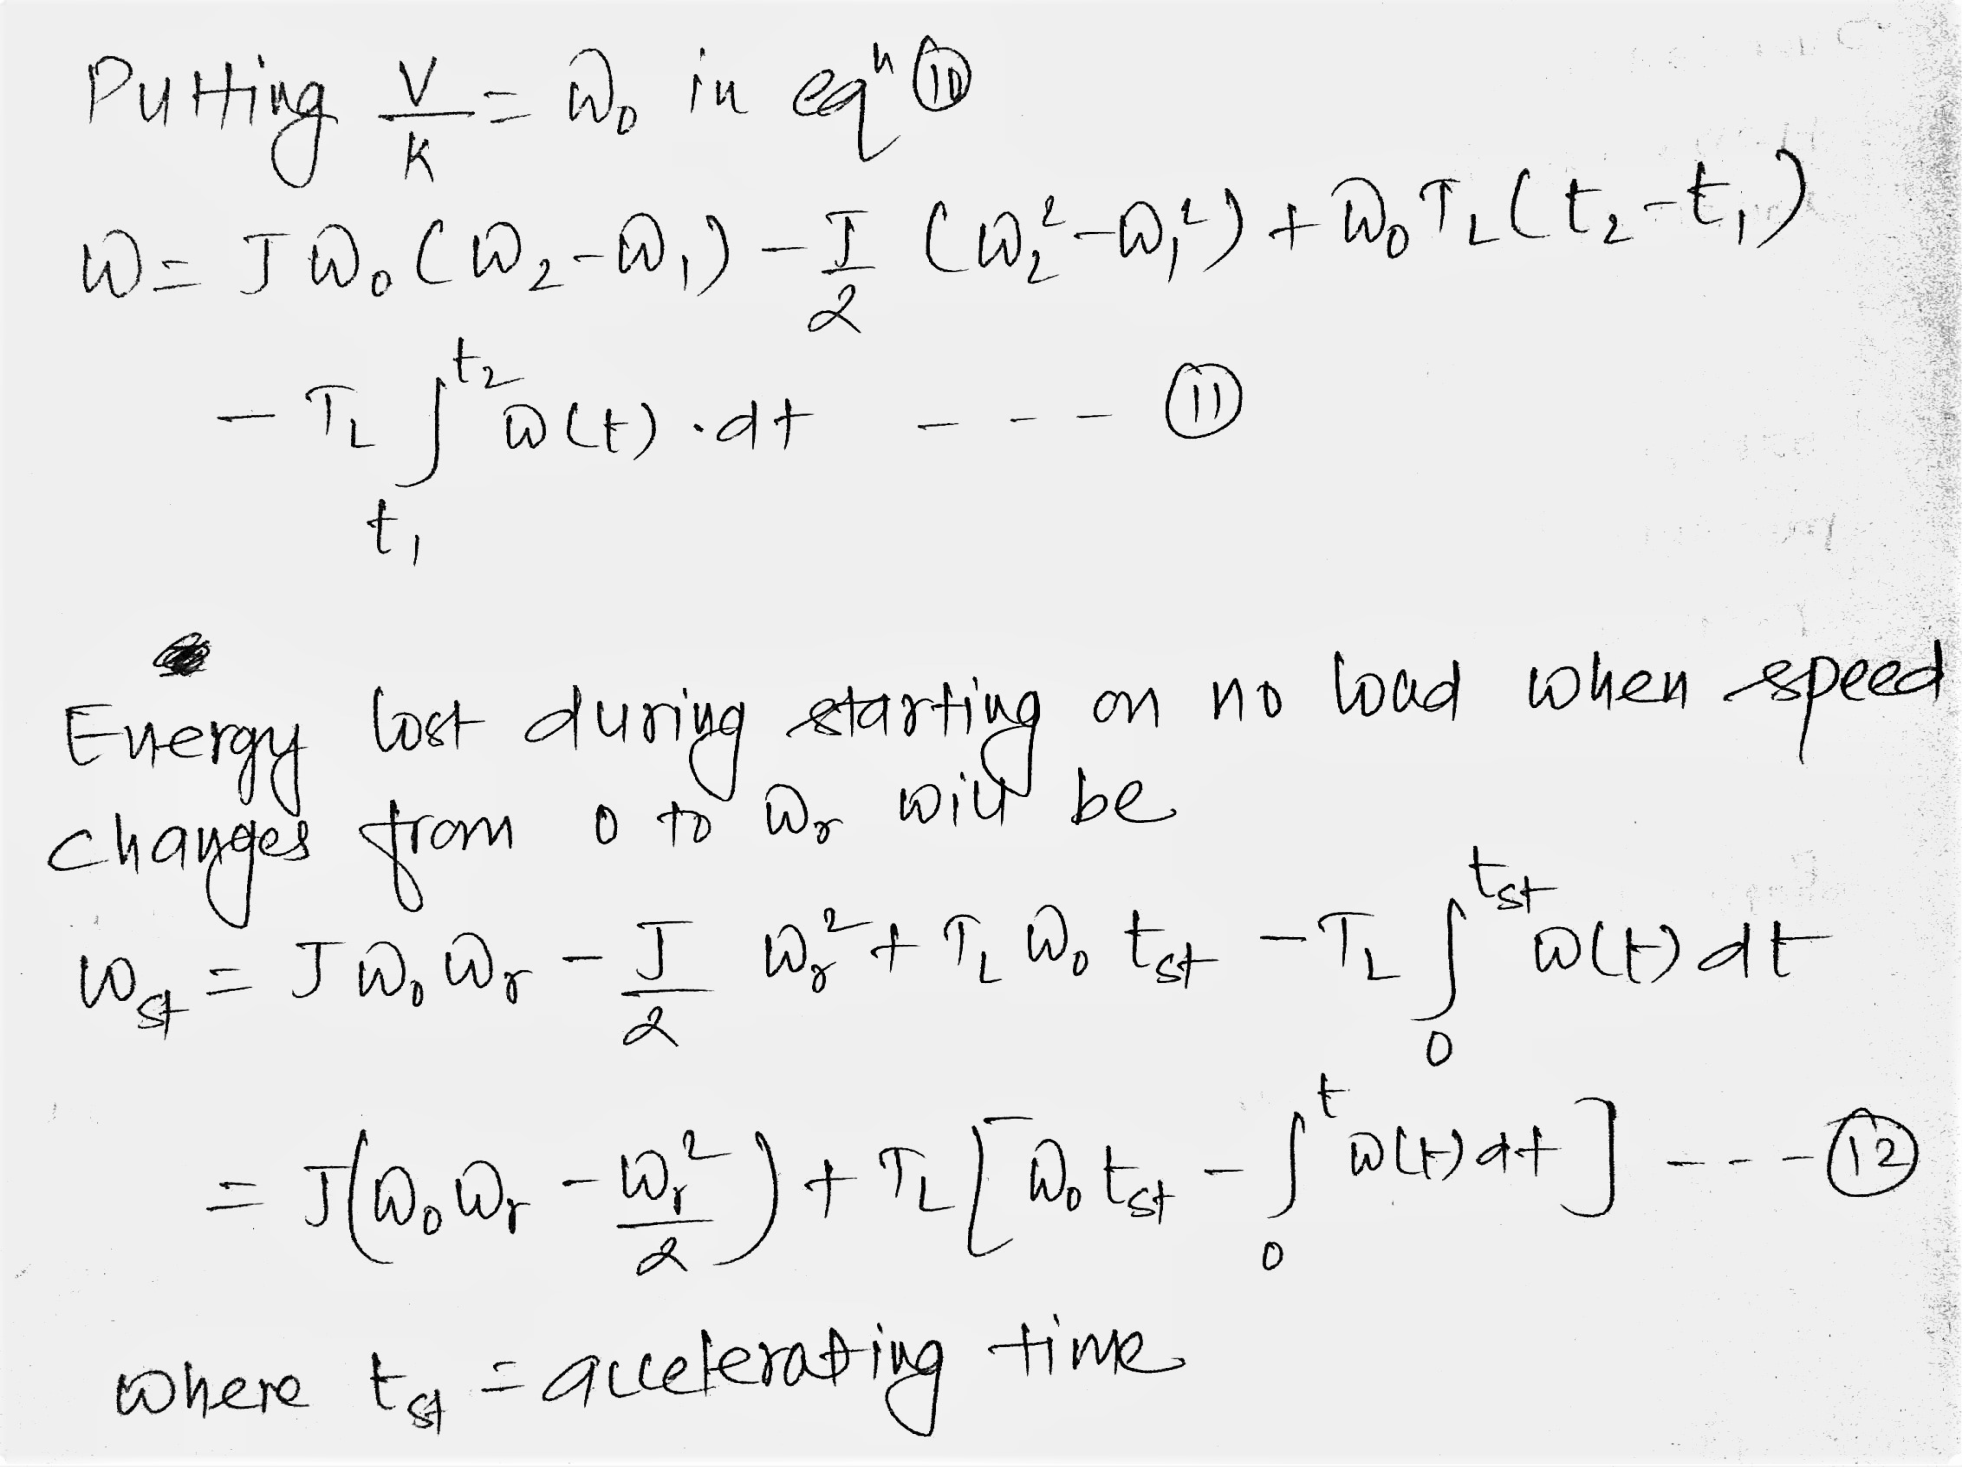 Putting V/K = ω₀ in eqⁿ ⑩
W = Jω₀(ω₂-ω₁) - J/2 (ω₂²-ω₁²) + ω₀T_L(t₂-t₁)
- T_L ∫_{t₁}^{t₂} ω(t).dt - - - - ⑪
Energy lost during starting on no load when speed
changes from 0 to ωr will be
W_st = Jω₀ωr - J/2 ωr² + T_L ω₀ t_st - T_L ∫_0^{t_st} ω(t) dt
= J(ω₀ωr - ωr²/2) + T_L [ω₀ t_st - ∫_0^t ω(t) dt] - - - - ⑫
where t_st = accelerating time